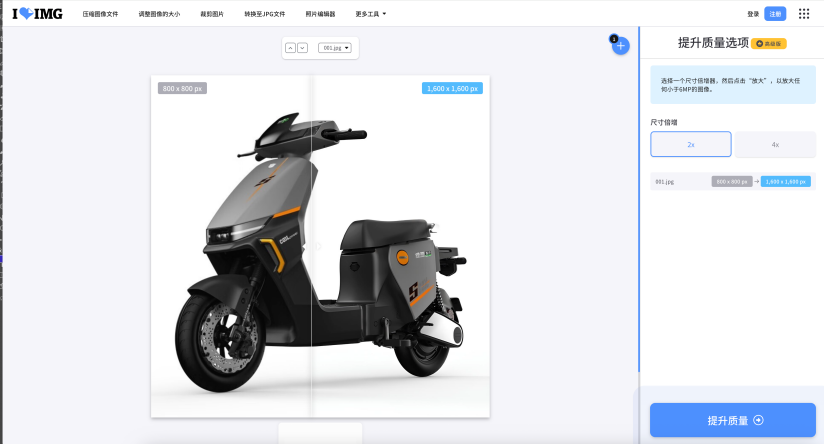 I IMG 压缩图像文件 调整图像的大小 裁剪图片 转换至JPG文件 照片编辑器 更多工具 登录 注册
001.jpg
1
+
提升质量选项 高级版
800 x 800 px
1,600 x 1,600 px
选择一个尺寸倍增器，然后点击“放大”，以放大任
何小于6MP的图像。
尺寸倍增
2x
4x
001.jpg 800 x 800 px → 1,600 x 1,600 px
5
提升质量